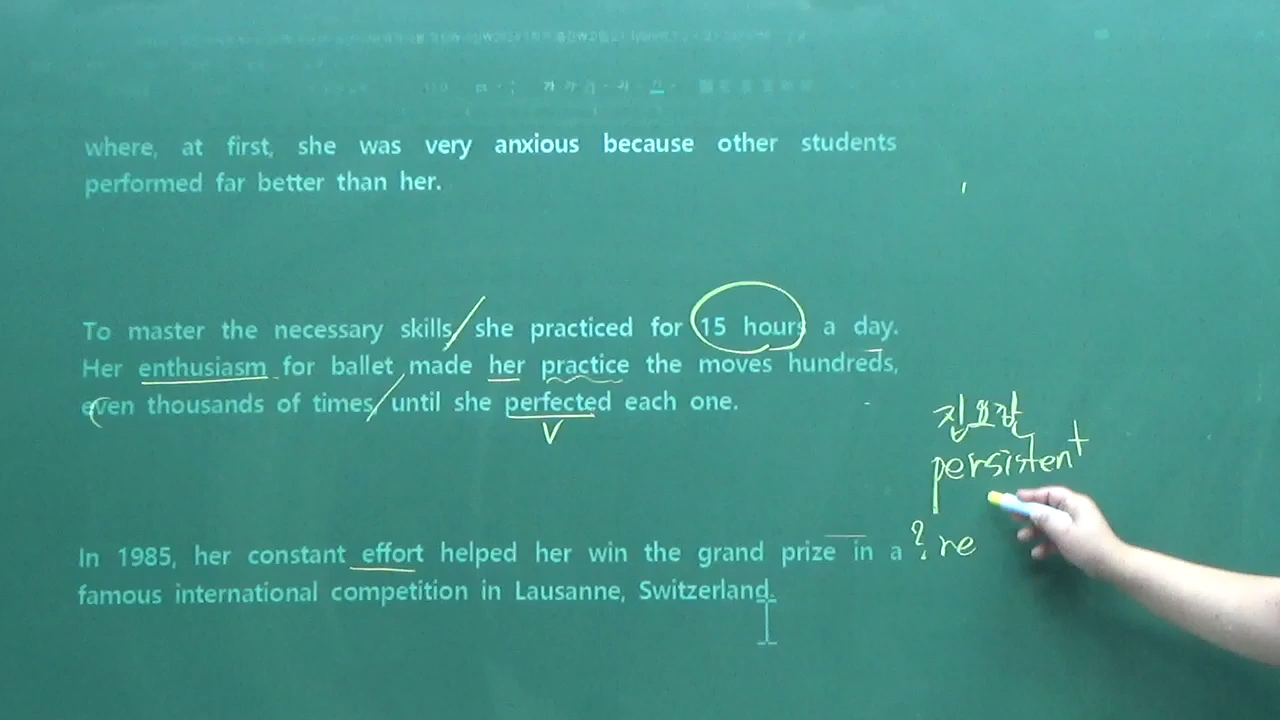 where, at first, she was very anxious because other students
performed far better than her.
To master the necessary skills, she practiced for 15 hours a day.
Her enthusiasm for ballet made her practice the moves hundreds,
even thousands of times, until she perfected each one.
V
집요함
persistent
? re
In 1985, her constant effort helped her win the grand prize in a
famous international competition in Lausanne, Switzerland.